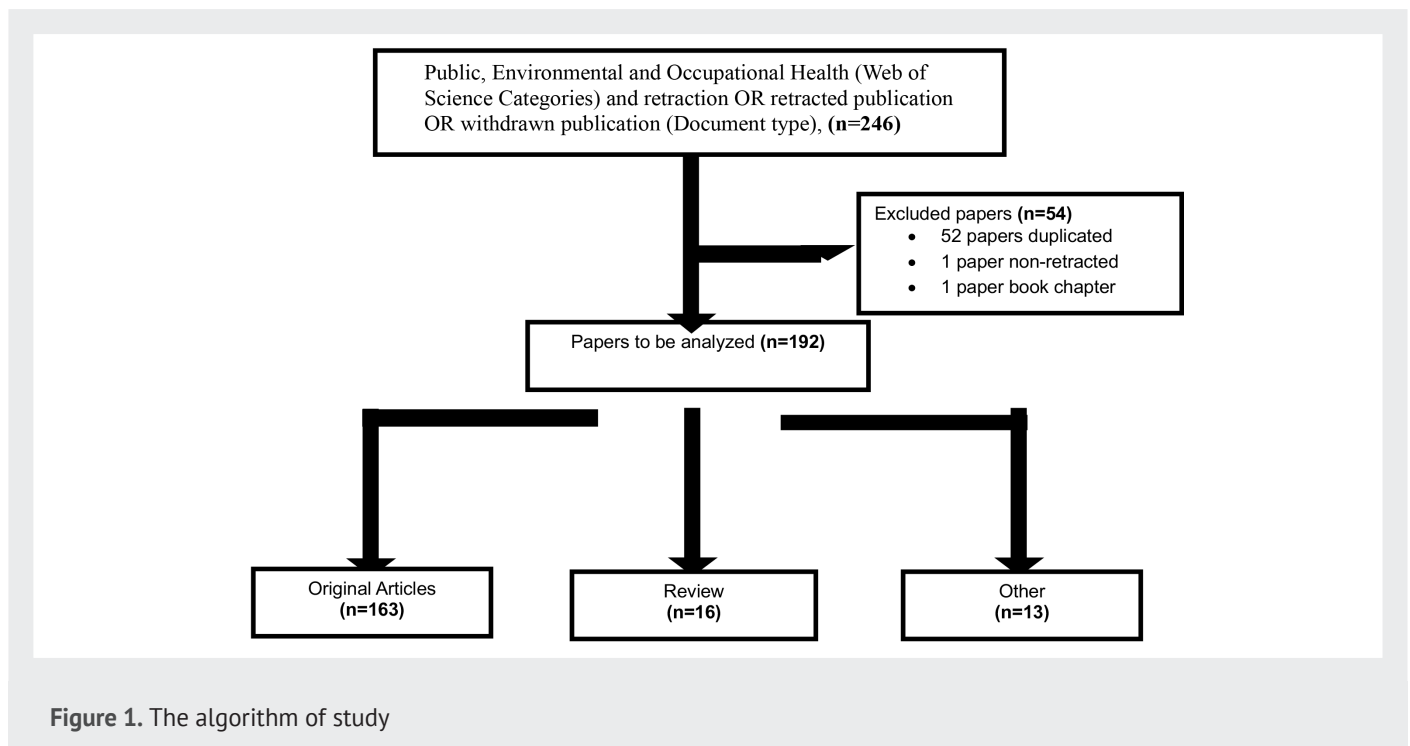 Public, Environmental and Occupational Health (Web of
Science Categories) and retraction OR retracted publication
OR withdrawn publication (Document type), (n=246)
Excluded papers (n=54)
• 52 papers duplicated
• 1 paper non-retracted
• 1 paper book chapter
Papers to be analyzed (n=192)
Original Articles
(n=163)
Review
(n=16)
Other
(n=13)
Figure 1. The algorithm of study